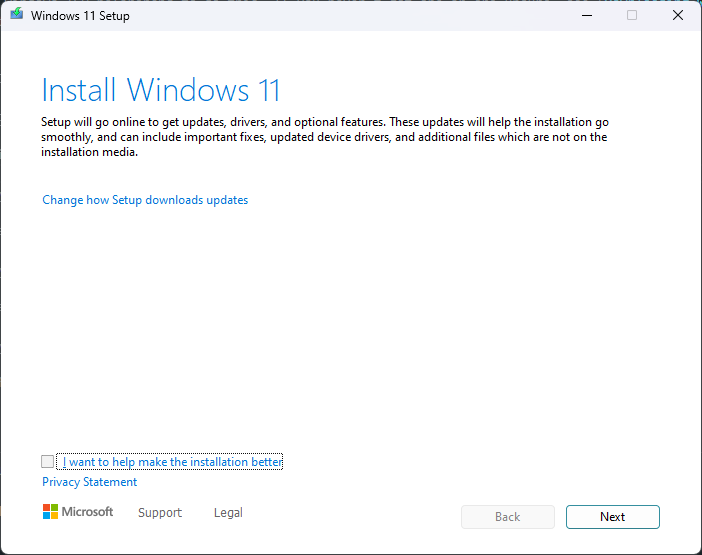 Windows 11 Setup
Install Windows 11
Setup will go online to get updates, drivers, and optional features. These updates will help the installation go
smoothly, and can include important fixes, updated device drivers, and additional files which are not on the
installation media.
Change how Setup downloads updates
I want to help make the installation better
Privacy Statement
Microsoft Support Legal Back Next